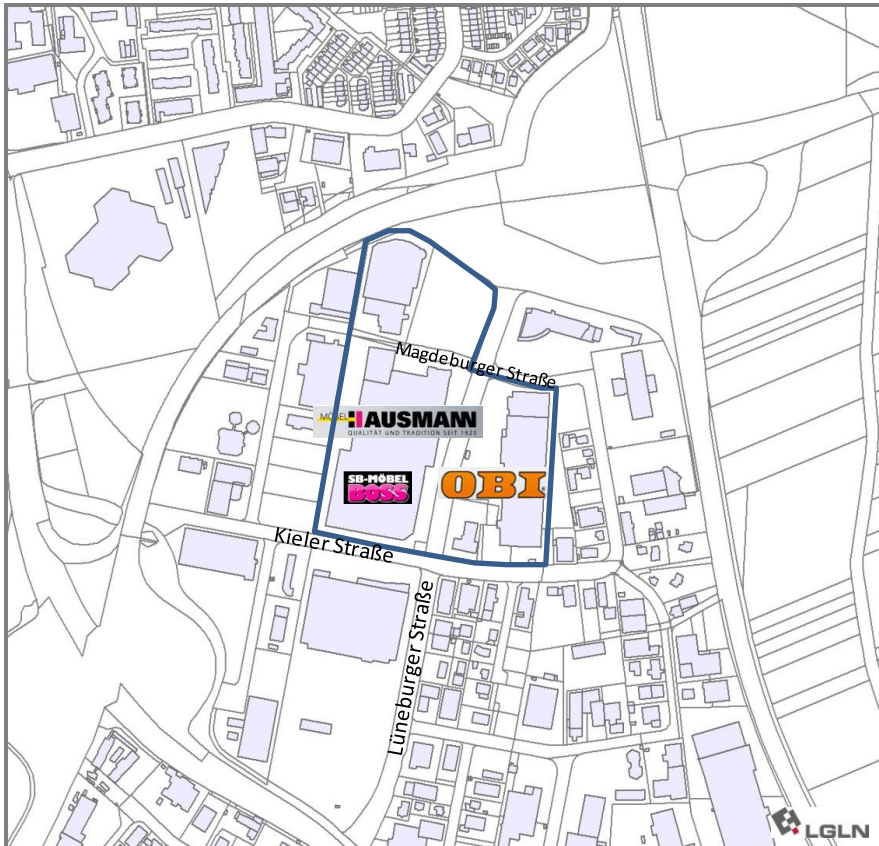 Magdeburger Straße
MÖBEL HAUSMANN
QUALITÄT UND TRADITION SEIT 1925
SB-MÖBEL
BOSS
OBI
Kieler Straße
Lüneburger Straße
LGLN